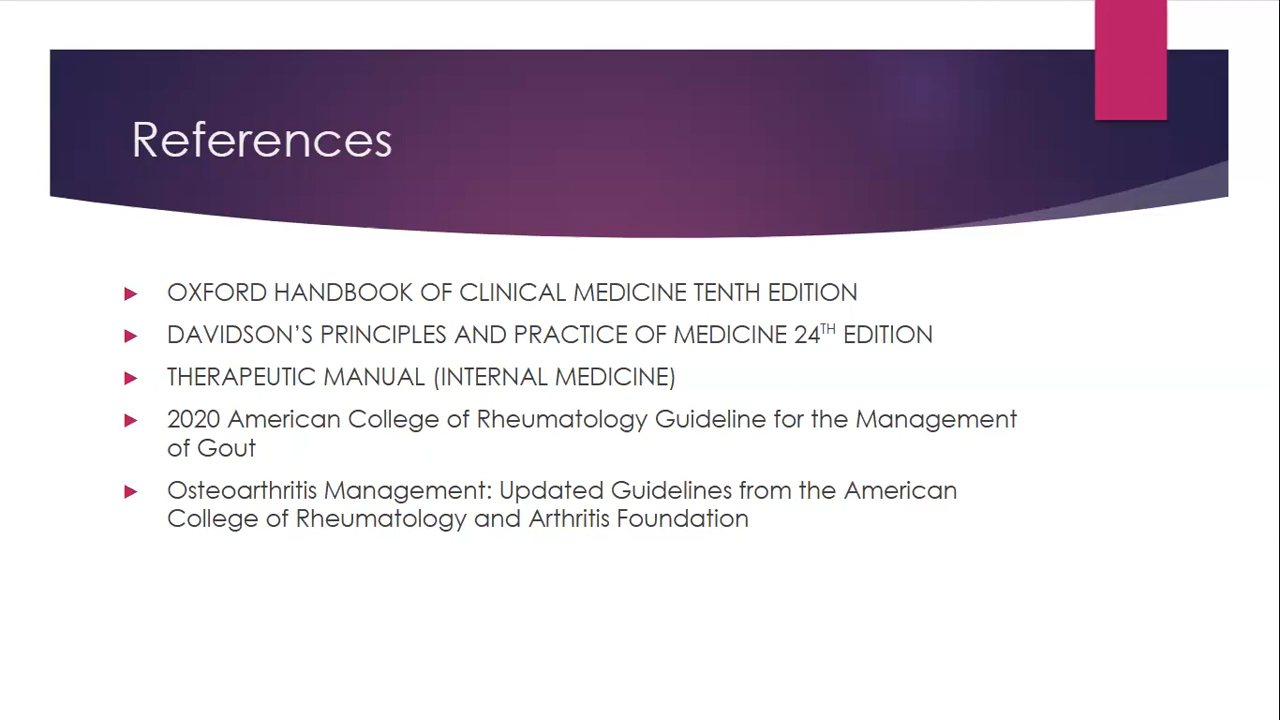 References
OXFORD HANDBOOK OF CLINICAL MEDICINE TENTH EDITION
DAVIDSON’S PRINCIPLES AND PRACTICE OF MEDICINE 24TH EDITION
THERAPEUTIC MANUAL (INTERNAL MEDICINE)
2020 American College of Rheumatology Guideline for the Management
of Gout
Osteoarthritis Management: Updated Guidelines from the American
College of Rheumatology and Arthritis Foundation